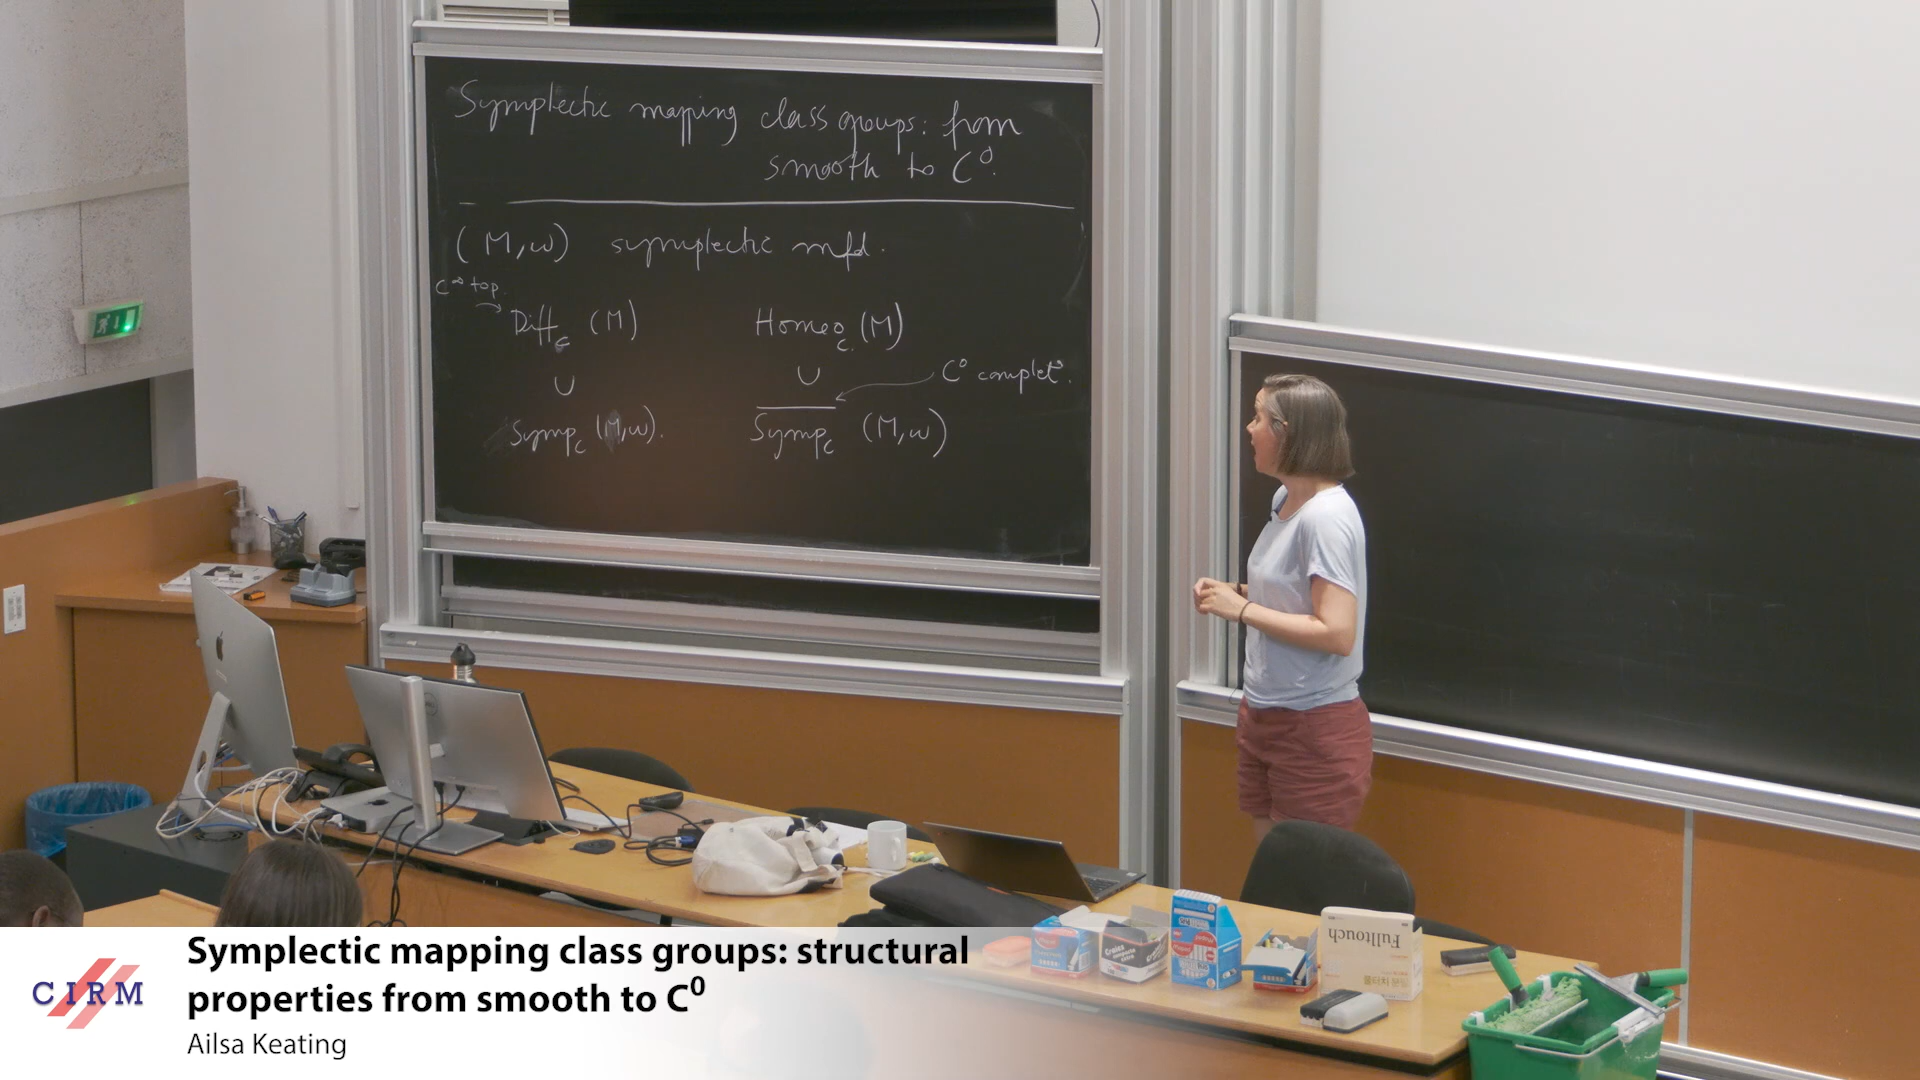 Symplectic mapping class groups: from
smooth to C⁰.
(M,ω) symplectic mfd.
C∞ top.
Diff_c (M) Homeo_c. (M)
∪ ∪ C⁰ complet°.
Symp_c (M,ω). \overline{Symp_c} (M,ω)
Fulltouch
CIRM
Symplectic mapping class groups: structural
properties from smooth to C⁰
Ailsa Keating